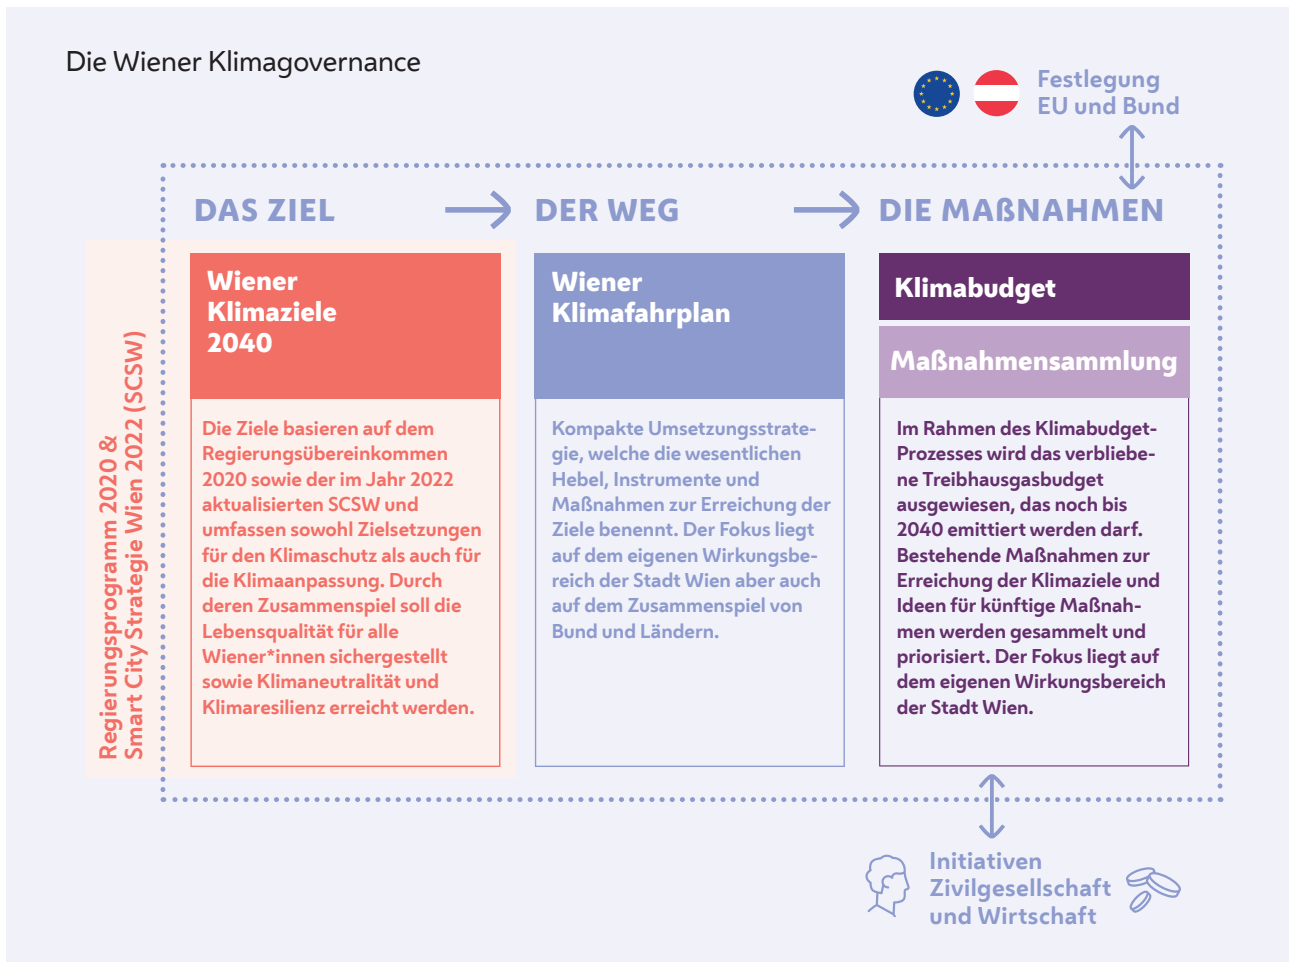 Die Wiener Klimagovernance
Festlegung
EU und Bund
DAS ZIEL
DER WEG
DIE MAßNAHMEN
Regierungsprogramm 2020 &
Smart City Strategie Wien 2022 (SCSW)
Wiener
Klimaziele
2040
Die Ziele basieren auf dem
Regierungsübereinkommen
2020 sowie der im Jahr 2022
aktualisierten SCSW und
umfassen sowohl Zielsetzungen
für den Klimaschutz als auch für
die Klimaanpassung. Durch
deren Zusammenspiel soll die
Lebensqualität für alle
Wiener*innen sichergestellt
sowie Klimaneutralität und
Klimaresilienz erreicht werden.
Wiener
Klimafahrplan
Kompakte Umsetzungsstrate-
gie, welche die wesentlichen
Hebel, Instrumente und
Maßnahmen zur Erreichung der
Ziele benennt. Der Fokus liegt
auf dem eigenen Wirkungsbe-
reich der Stadt Wien aber auch
auf dem Zusammenspiel von
Bund und Ländern.
Klimabudget
Maßnahmensammlung
Im Rahmen des Klimabudget-
Prozesses wird das verbliebe-
ne Treibhausgasbudget
ausgewiesen, das noch bis
2040 emittiert werden darf.
Bestehende Maßnahmen zur
Erreichung der Klimaziele und
Ideen für künftige Maßnah-
men werden gesammelt und
priorisiert. Der Fokus liegt auf
dem eigenen Wirkungsbereich
der Stadt Wien.
Initiativen
Zivilgesellschaft
und Wirtschaft